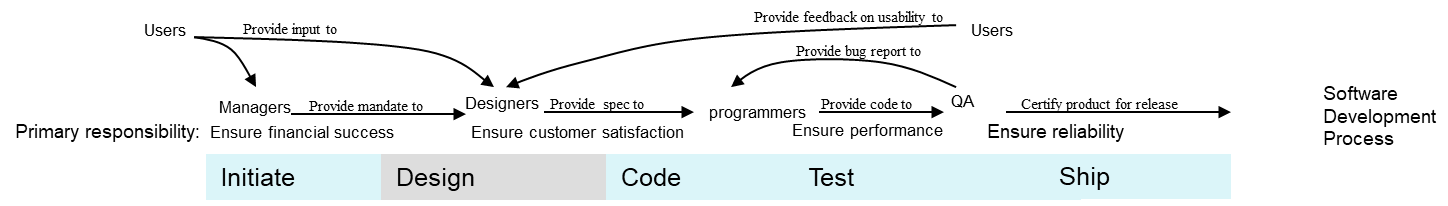 Provide feedback on usability to
Users
Provide input to
Users
Provide bug report to
Managers
Provide mandate to
Designers
Provide spec to
programmers
Provide code to
QA
Certify product for release
Software
Development
Process
Primary responsibility:
Ensure financial success
Ensure customer satisfaction
Ensure performance
Ensure reliability
Initiate
Design
Code
Test
Ship